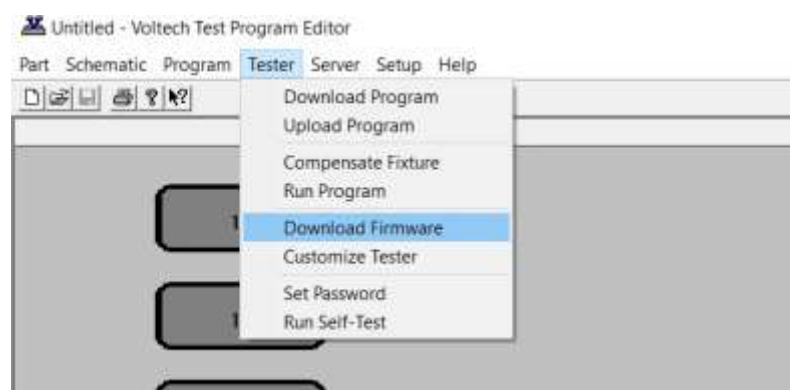 Untitled - Voltech Test Program Editor
Part Schematic Program Tester Server Setup Help
Download Program
Upload Program
Compensate Fixture
Run Program
Download Firmware
Customize Tester
Set Password
Run Self-Test